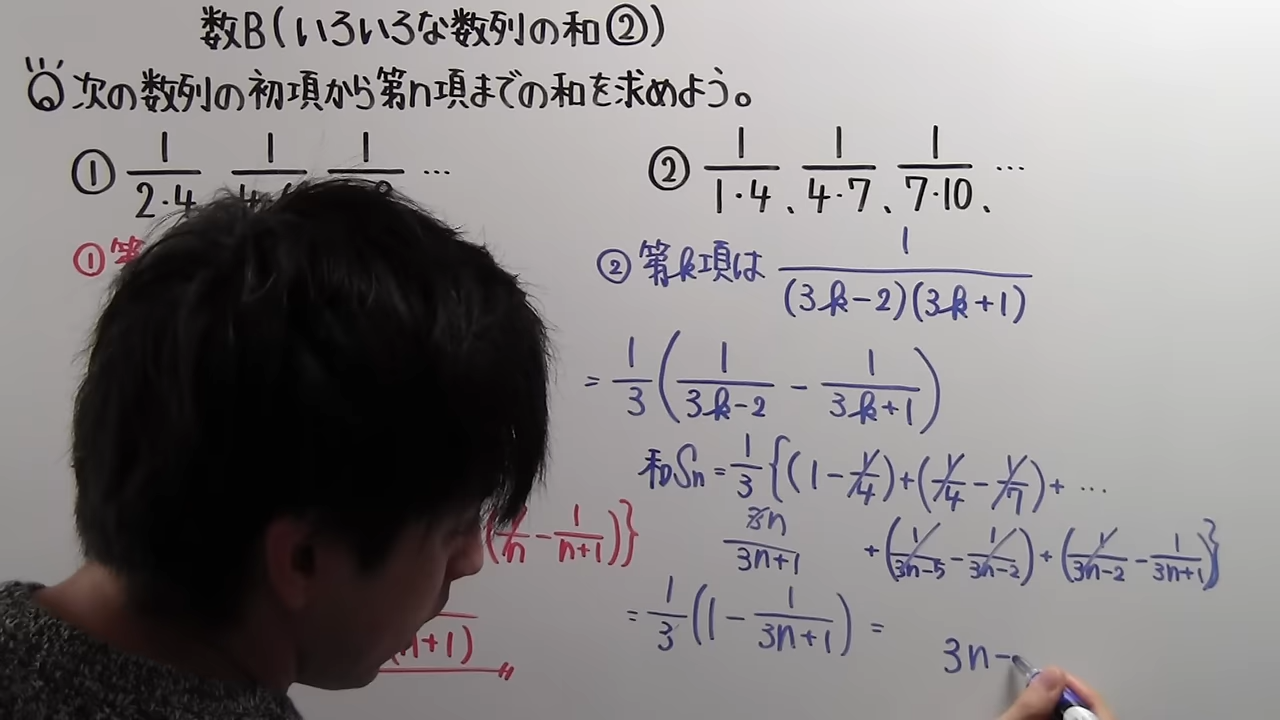 数B(いろいろな数列の和②)
次の数列の初項から第n項までの和を求めよう。
① 1/(2・4) 1/ 1/ …
② 1/(1・4)、1/(4・7)、1/(7・10)、…
①第
② 第k項は 1/((3k-2)(3k+1))
= 1/3 (1/(3k-2) - 1/(3k+1))
和Sn = 1/3 {(1 - 1/4) + (1/4 - 1/7) + …
+ (1/(3n-5) - 1/(3n-2)) + (1/(3n-2) - 1/(3n+1))}
3n/(3n+1)
= 1/3 (1 - 1/(3n+1)) =
3n-
(1/n - 1/(n+1))}
(n+1)